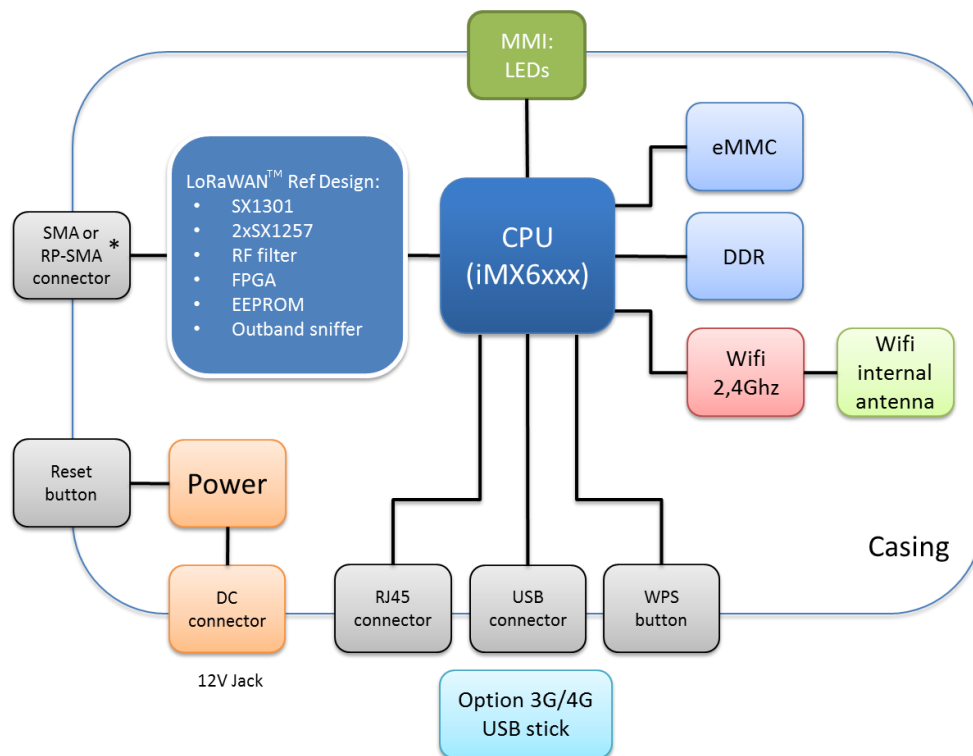 MMI:
LEDs
eMMC
LoRaWAN™ Ref Design:
• SX1301
• 2xSX1257
• RF filter
• FPGA
• EEPROM
• Outband sniffer
SMA or
RP-SMA *
connector
CPU
(iMX6xxx)
DDR
Wifi
2,4Ghz
Wifi
internal
antenna
Reset
button
Power
Casing
DC
connector
RJ45
connector
USB
connector
WPS
button
12V Jack
Option 3G/4G
USB stick